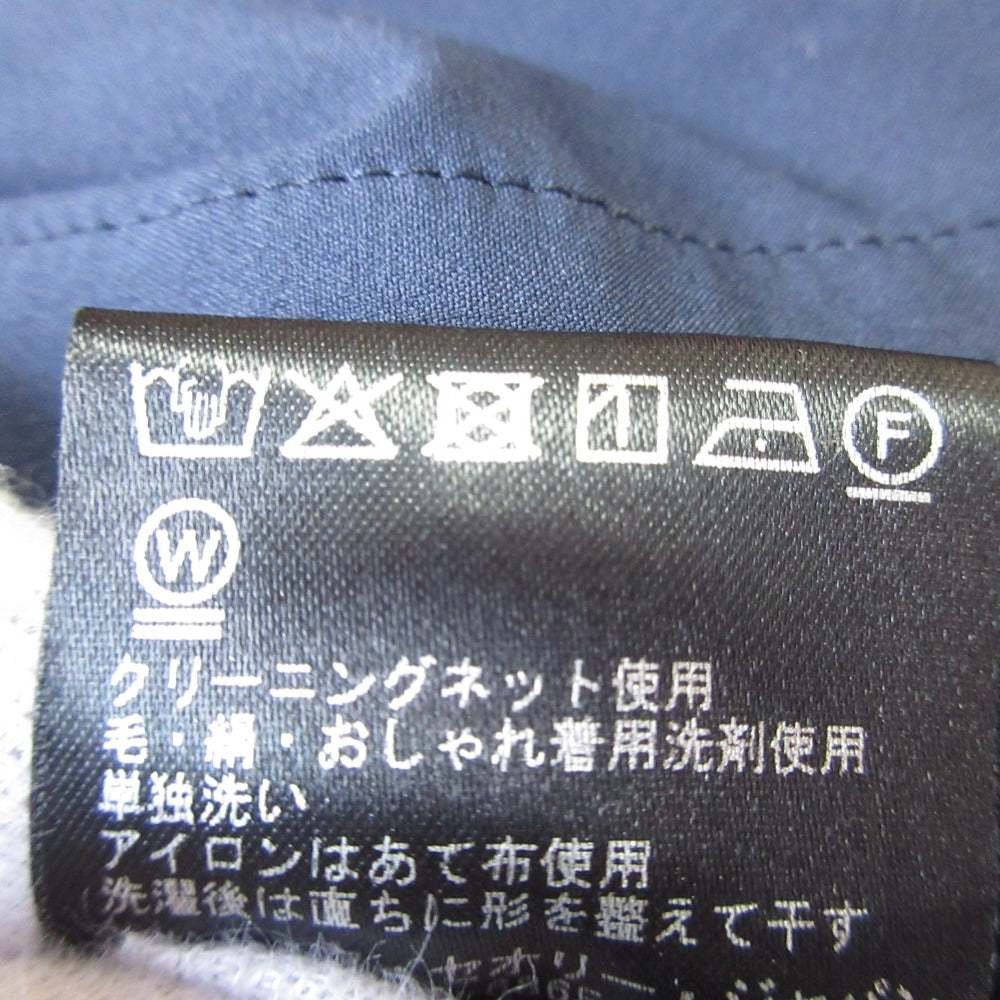 F
W
クリーニングネット使用
毛・絹・おしゃれ着用洗剤使用
単独洗い
アイロンはあて布使用
洗濯後は直ちに形を整えて干す